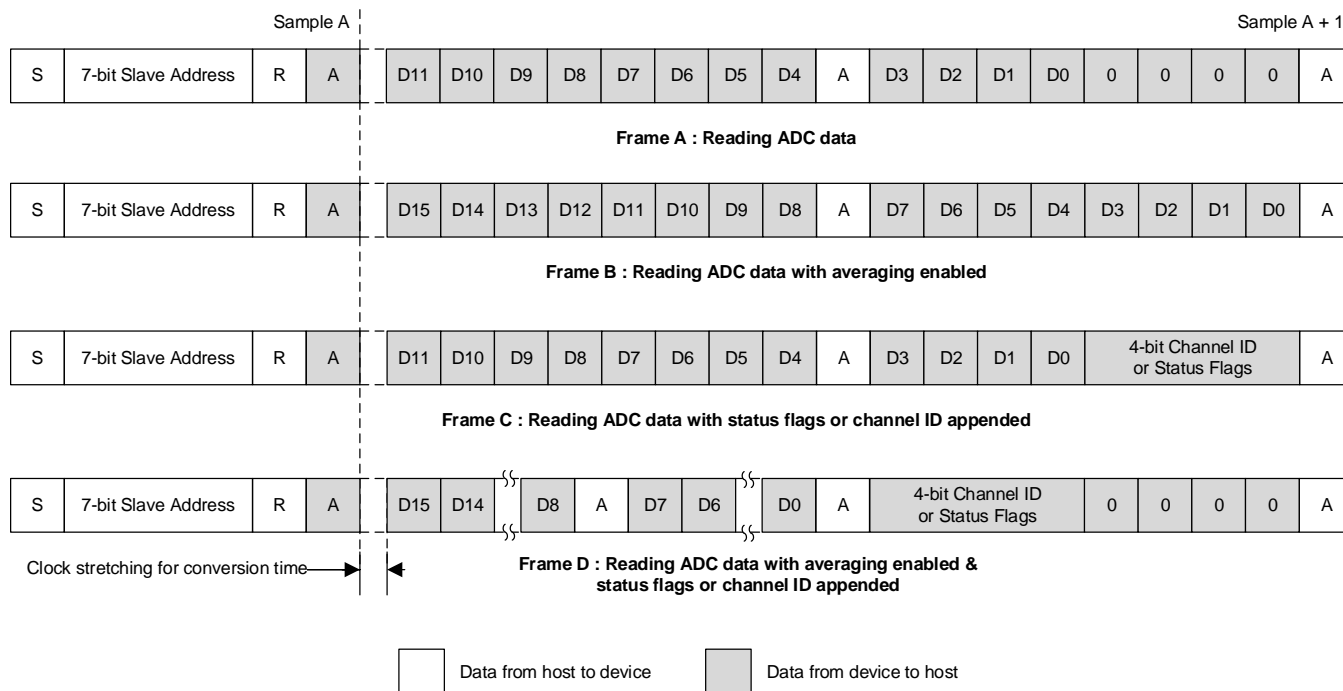 Sample A
Sample A + 1
S 7-bit Slave Address R A D11 D10 D9 D8 D7 D6 D5 D4 A D3 D2 D1 D0 0 0 0 0 A
Frame A : Reading ADC data
S 7-bit Slave Address R A D15 D14 D13 D12 D11 D10 D9 D8 A D7 D6 D5 D4 D3 D2 D1 D0 A
Frame B : Reading ADC data with averaging enabled
S 7-bit Slave Address R A D11 D10 D9 D8 D7 D6 D5 D4 A D3 D2 D1 D0 4-bit Channel ID
or Status Flags A
Frame C : Reading ADC data with status flags or channel ID appended
S 7-bit Slave Address R A D15 D14 D8 A D7 D6 D0 A 4-bit Channel ID
or Status Flags 0 0 0 0 A
Clock stretching for conversion time
Frame D : Reading ADC data with averaging enabled &
status flags or channel ID appended
Data from host to device
Data from device to host